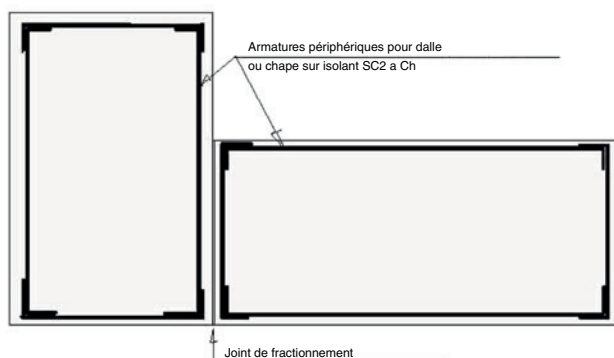 Armatures périphériques pour dalle
ou chape sur isolant SC2 a Ch
Joint de fractionnement